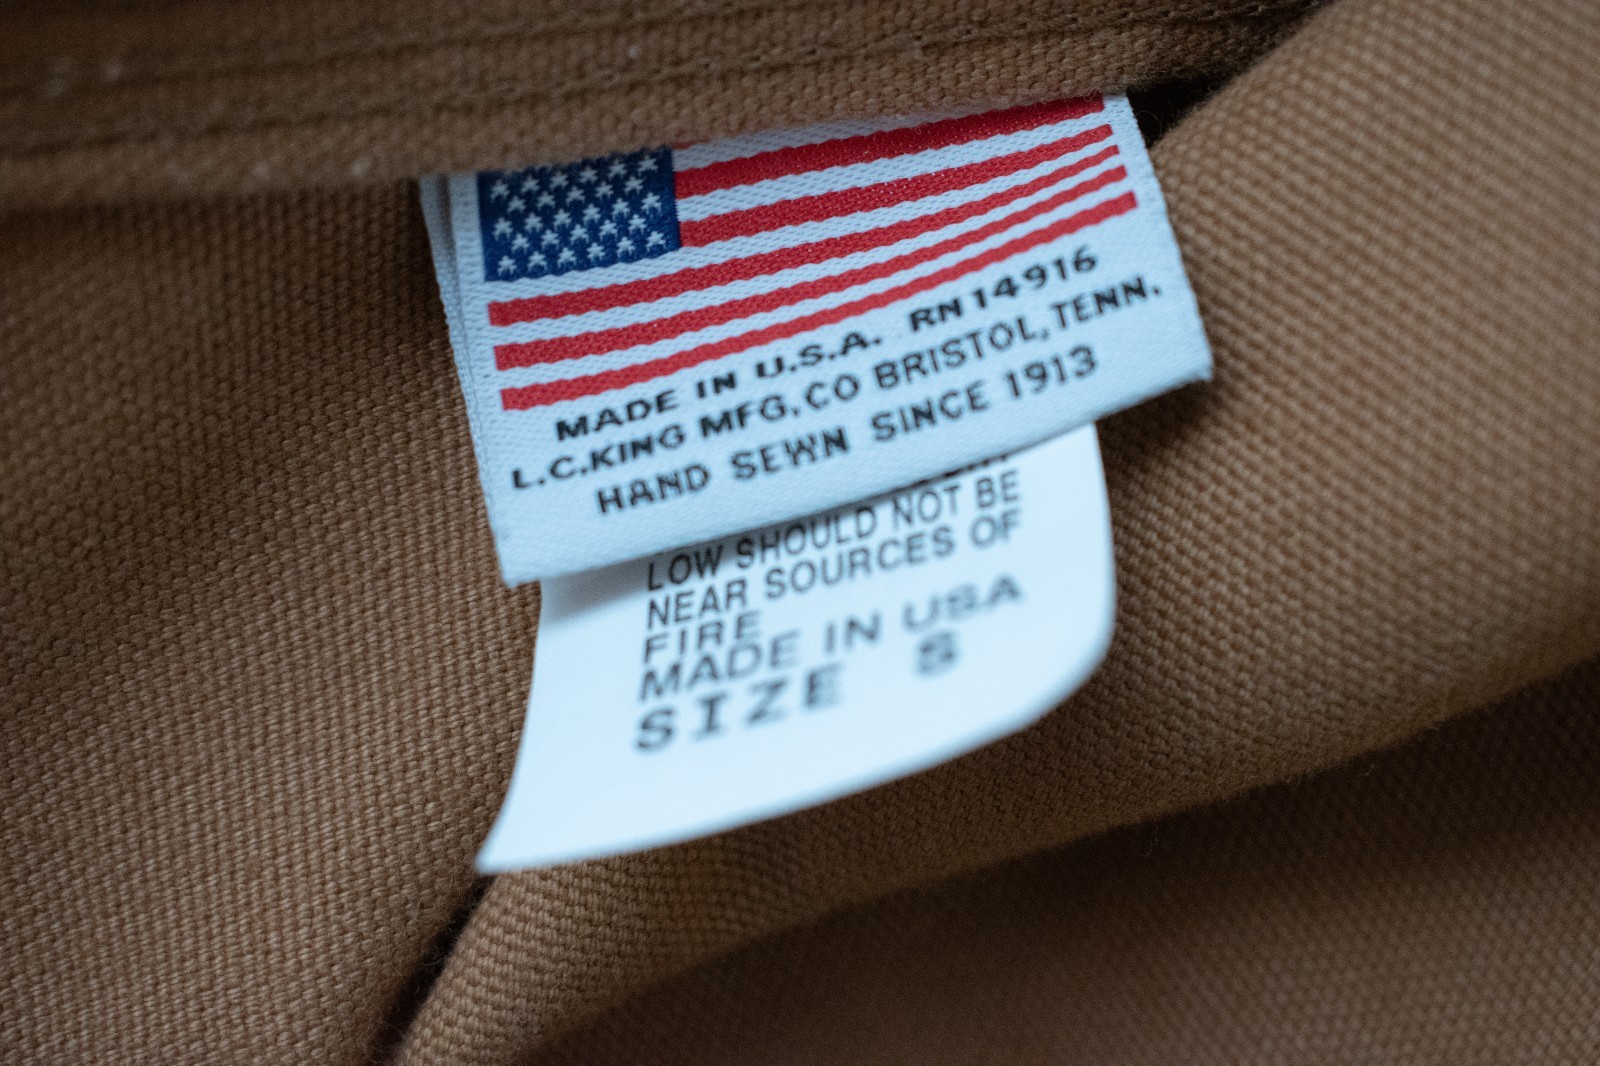 MADE IN U.S.A. RN 14916
L.C.KING MFG,CO BRISTOL,TENN.
HAND SEWN SINCE 1913
LOW SHOULD NOT BE
NEAR SOURCES OF
FIRE
MADE IN USA
SIZE S